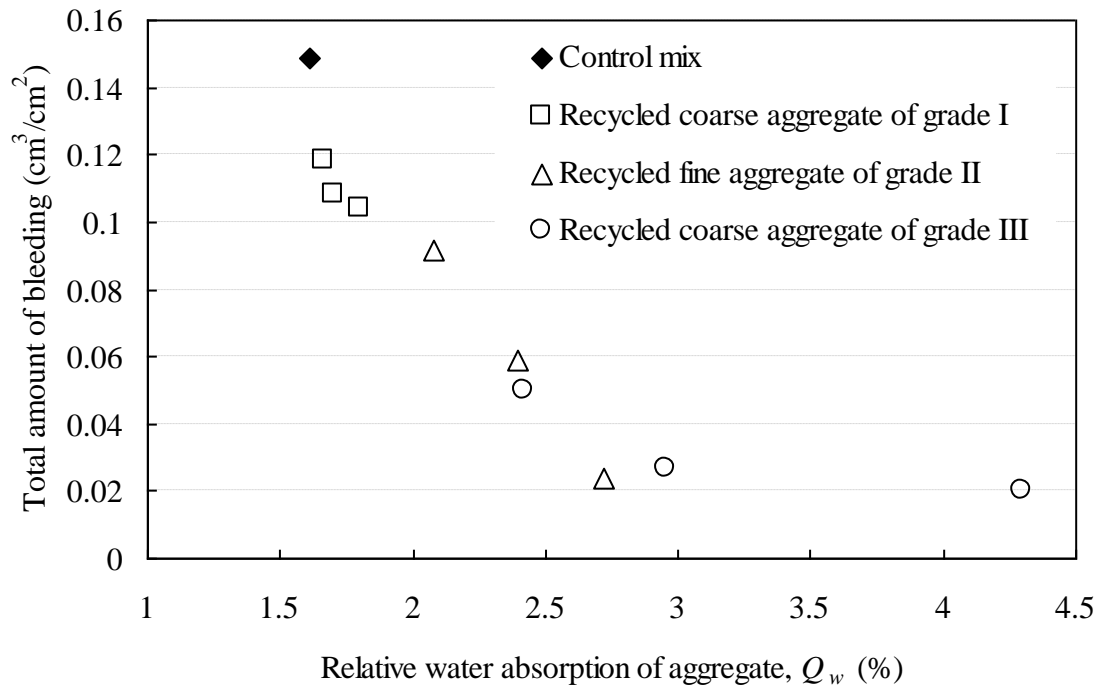 0.16
0.14
0.12
0.1
0.08
0.06
0.04
0.02
0
Total amount of bleeding (cm³/cm²)
Control mix
Recycled coarse aggregate of grade I
Recycled fine aggregate of grade II
Recycled coarse aggregate of grade III
1 1.5 2 2.5 3 3.5 4 4.5
Relative water absorption of aggregate, Q w (%)